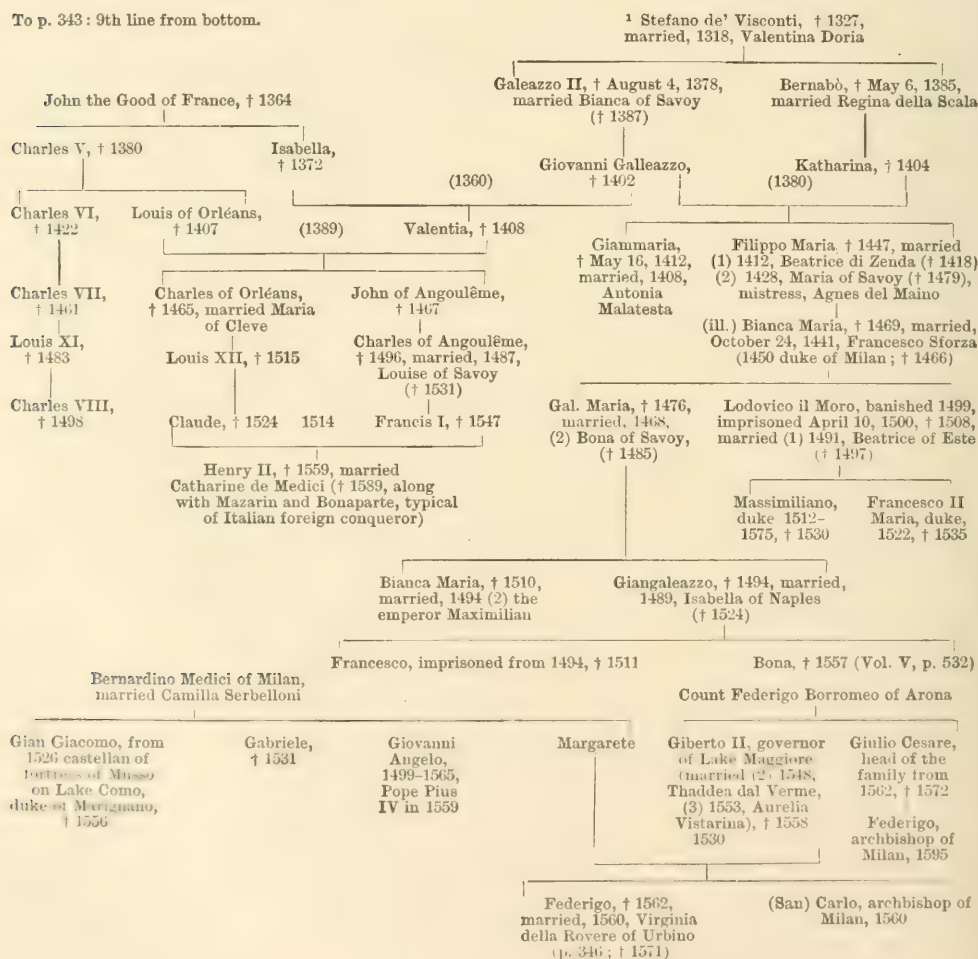 To p. 343: 9th line from bottom.
¹ Stefano de' Visconti, † 1327,
married, 1318, Valentina Doria
John the Good of France, † 1364
Galeazzo II, † August 4, 1378,
married Bianca of Savoy
(† 1387)
Bernabò, † May 6, 1385,
married Regina della Scala
Charles V, † 1380
Isabella,
† 1372
(1360)
Giovanni Galleazzo,
† 1402
(1380)
Katharina, † 1404
Charles VI,
† 1422
Louis of Orléans,
† 1407
(1389)
Valentia, † 1408
Giammaria,
† May 16, 1412,
married, 1408,
Antonia
Malatesta
Filippo Maria, † 1447, married
(1) 1412, Beatrice di Zenda († 1418)
(2) 1428, Maria of Savoy († 1479),
mistress, Agnes del Maino
Charles VII,
† 1461
Charles of Orléans,
† 1465, married Maria
of Cleve
John of Angoulême,
† 1467
(ill.) Bianca Maria, † 1469, married,
October 24, 1441, Francesco Sforza
(1450 duke of Milan; † 1466)
Louis XI,
† 1483
Louis XII, † 1515
Charles of Angoulême,
† 1496, married, 1487,
Louise of Savoy
(† 1531)
Charles VIII,
† 1498
Claude, † 1524
1514
Francis I, † 1547
Gal. Maria, † 1476,
married, 1468,
(2) Bona of Savoy,
(† 1485)
Lodovico il Moro, banished 1499,
imprisoned April 10, 1500, † 1508,
married (1) 1491, Beatrice of Este
(† 1497)
Henry II, † 1559, married
Catharine de Medici († 1589, along
with Mazarin and Bonaparte, typical
of Italian foreign conqueror)
Massimiliano,
duke 1512–
1575, † 1530
Francesco II
Maria, duke,
1522, † 1535
Bianca Maria, † 1510,
married, 1494 (2) the
emperor Maximilian
Giangaleazzo, † 1494, married,
1489, Isabella of Naples
(† 1524)
Francesco, imprisoned from 1494, † 1511
Bona, † 1557 (Vol. V, p. 532)
Bernardino Medici of Milan,
married Camilla Serbelloni
Count Federigo Borromeo of Arona
Gian Giacomo, from
1526 castellan of
fortress of Musso
on Lake Como,
duke of Marignano,
† 1556
Gabriele,
† 1531
Giovanni
Angelo,
1499-1565,
Pope Pius
IV in 1559
Margarete
Giberto II, governor
of Lake Maggiore
(married (2) 1548,
Thaddea dal Verme,
(3) 1553, Aurelia
Vistarina), † 1558
1530
Giulio Cesare,
head of the
family from
1562, † 1572
Federigo,
archbishop of
Milan, 1595
Federigo, † 1562,
married, 1560, Virginia
della Rovere of Urbino
(p. 346; † 1571)
(San) Carlo, archbishop of
Milan, 1560